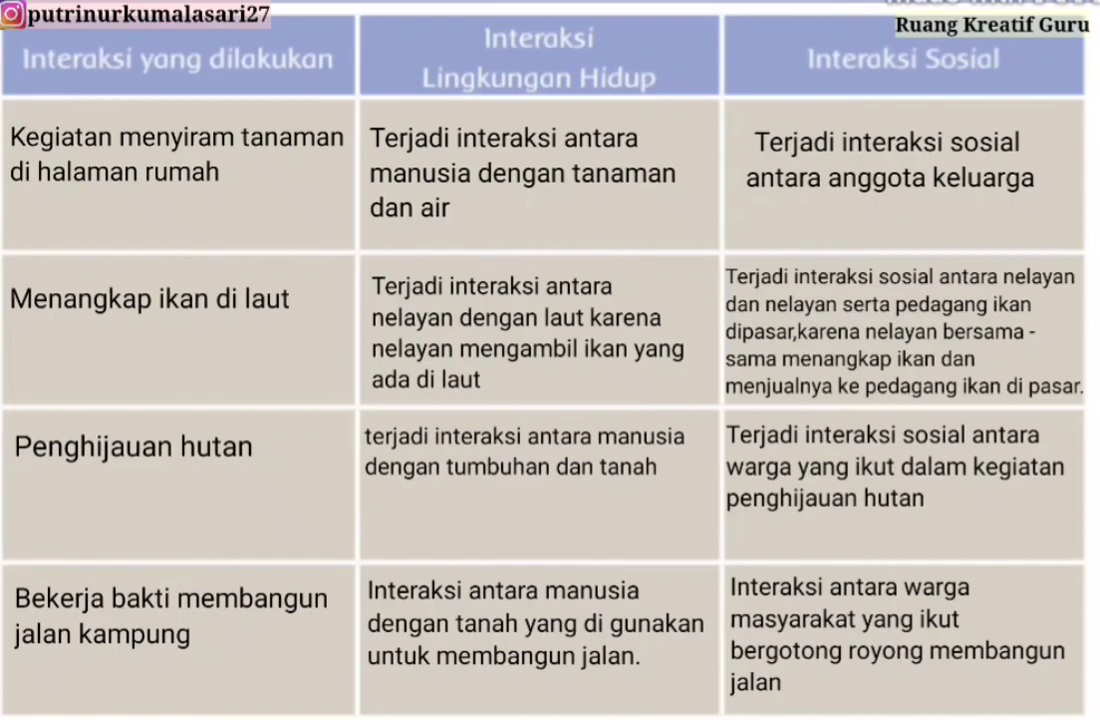 putrinurkumalasari27
Ruang Kreatif Guru
Interaksi yang dilakukan
Interaksi
Lingkungan Hidup
Interaksi Sosial
Kegiatan menyiram tanaman
di halaman rumah
Terjadi interaksi antara
manusia dengan tanaman
dan air
Terjadi interaksi sosial
antara anggota keluarga
Menangkap ikan di laut
Terjadi interaksi antara
nelayan dengan laut karena
nelayan mengambil ikan yang
ada di laut
Terjadi interaksi sosial antara nelayan
dan nelayan serta pedagang ikan
dipasar,karena nelayan bersama -
sama menangkap ikan dan
menjualnya ke pedagang ikan di pasar.
Penghijauan hutan
terjadi interaksi antara manusia
dengan tumbuhan dan tanah
Terjadi interaksi sosial antara
warga yang ikut dalam kegiatan
penghijauan hutan
Bekerja bakti membangun
jalan kampung
Interaksi antara manusia
dengan tanah yang di gunakan
untuk membangun jalan.
Interaksi antara warga
masyarakat yang ikut
bergotong royong membangun
jalan